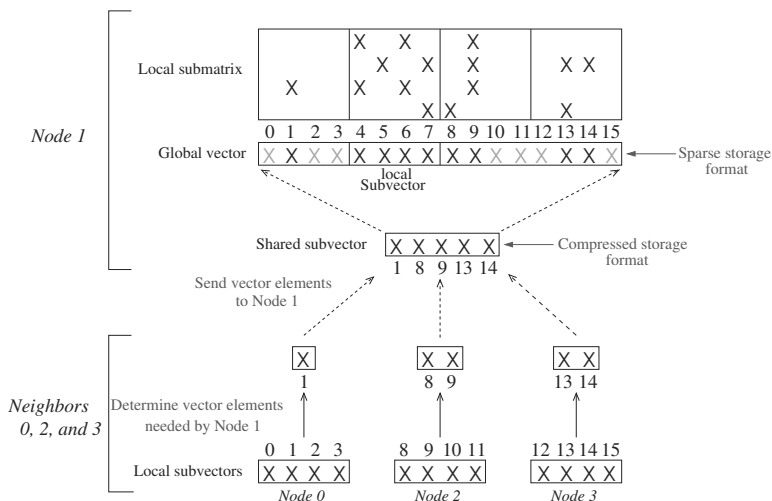 Local submatrix
X X X
X X X X X
X X X X
X X X
Node 1
0 1 2 3 4 5 6 7 8 9 10 11 12 13 14 15
Global vector
X X X X X X X X X X X X X X X X
Sparse storage
format
local
Subvector
Shared subvector
X X X X X
Compressed storage
format
1 8 9 13 14
Send vector elements
to Node 1
X
X X
X X
1
8 9
13 14
Neighbors
0, 2, and 3
Determine vector elements
needed by Node 1
0 1 2 3
8 9 10 11
12 13 14 15
Local subvectors
X X X X
X X X X
X X X X
Node 0
Node 2
Node 3